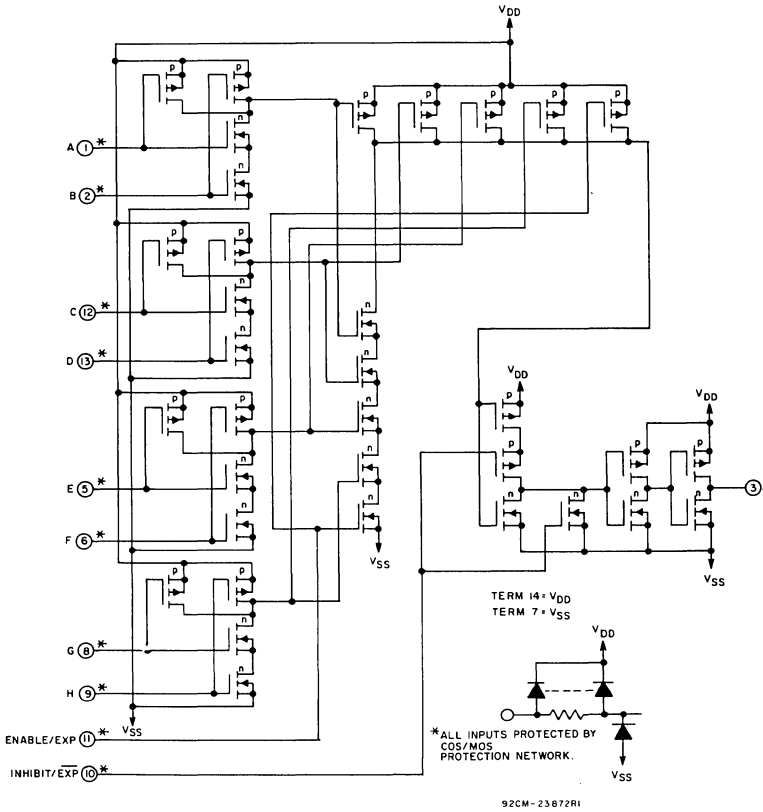 VDD
p p
n
A 1 *
n
B 2 *
p p p p p
p p
n
C 12 *
n
D 13 *
n
n
n
n
n
VSS
p p
n
E 5 *
n
F 6 *
p p
n
G 8 *
n
H 9 *
VSS
ENABLE/EXP 11 *
INHIBIT/E̅X̅P̅ 10 *
VDD
p
p
n
n
VDD
p p
n n
3
VSS
TERM 14 = VDD
TERM 7 = VSS
VDD
*ALL INPUTS PROTECTED BY
COS/MOS
PROTECTION NETWORK.
VSS
92CM-23872R1